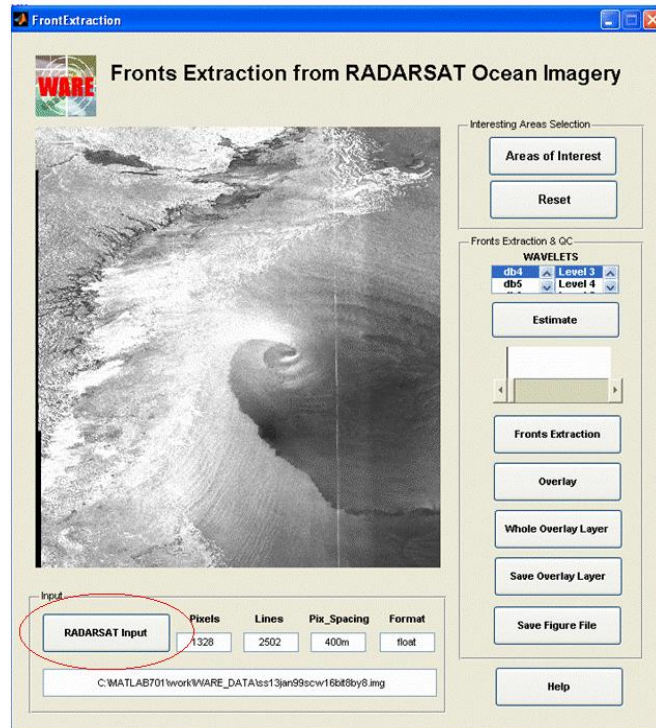 FrontExtraction
WARE
Fronts Extraction from RADARSAT Ocean Imagery
Interesting Areas Selection
Areas of Interest
Reset
Fronts Extraction & QC
WAVELETS
db4 Level 3
db5 Level 4
Estimate
Fronts Extraction
Overlay
Whole Overlay Layer
Save Overlay Layer
Save Figure File
Help
Input
RADARSAT Input
Pixels Lines Pix_Spacing Format
1328 2502 400m float
C:\MATLAB701\work\WARE_DATA\ss13jan99scw16bit8by8.img